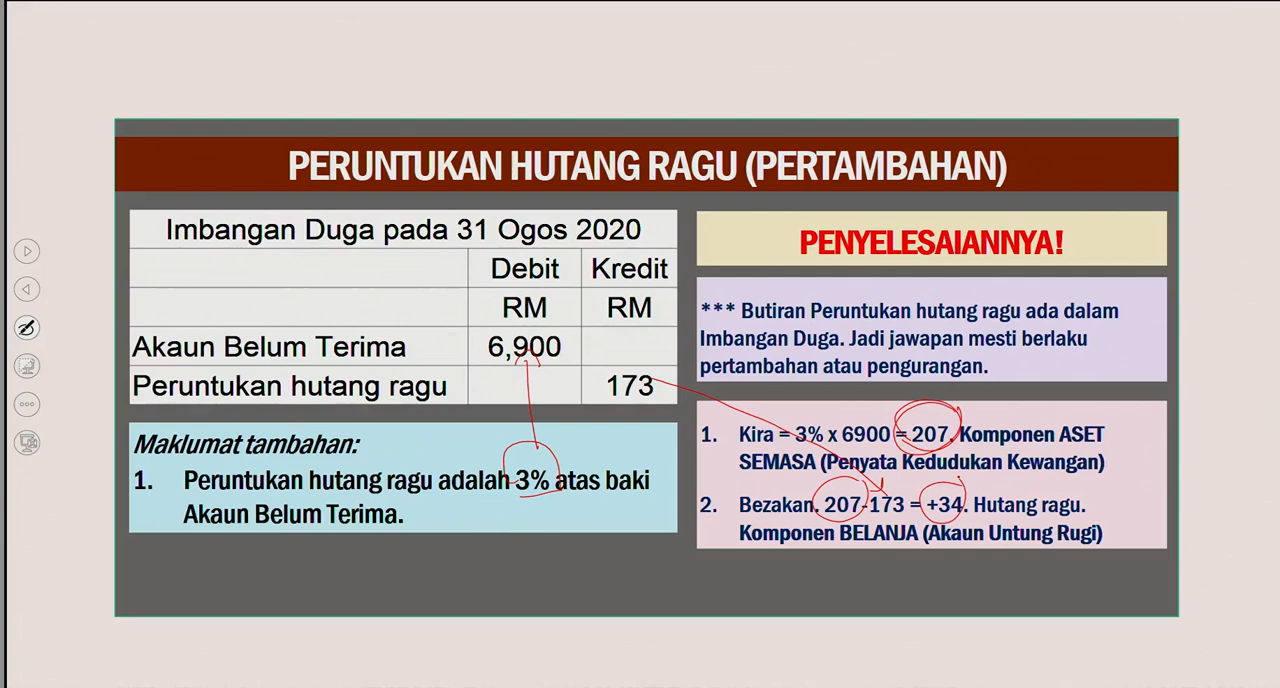 PERUNTUKAN HUTANG RAGU (PERTAMBAHAN)
Imbangan Duga pada 31 Ogos 2020
Debit Kredit
RM RM
Akaun Belum Terima 6,900
Peruntukan hutang ragu 173
Maklumat tambahan:
1. Peruntukan hutang ragu adalah 3% atas baki
Akaun Belum Terima.
PENYELESAIANNYA!
*** Butiran Peruntukan hutang ragu ada dalam
Imbangan Duga. Jadi jawapan mesti berlaku
pertambahan atau pengurangan.
1. Kira = 3% x 6900 = 207. Komponen ASET
SEMASA (Penyata Kedudukan Kewangan)
2. Bezakan. 207-173 = +34. Hutang ragu.
Komponen BELANJA (Akaun Untung Rugi)